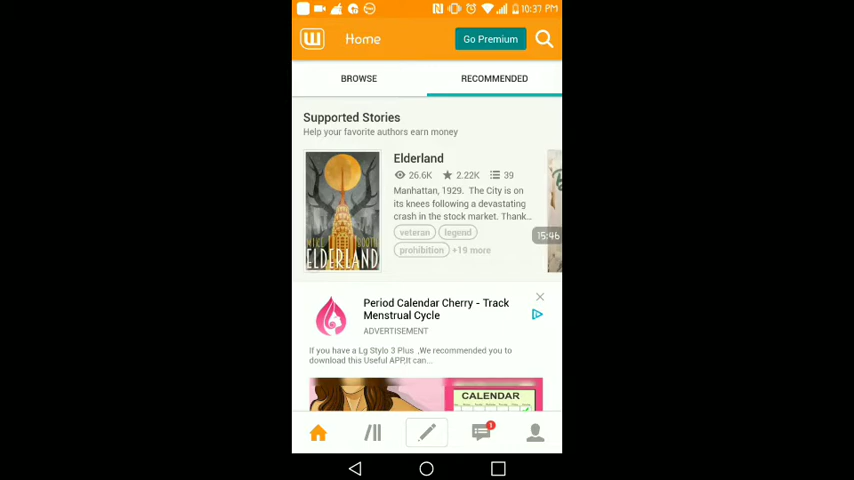 10:37 PM
W Home Go Premium
BROWSE RECOMMENDED
Supported Stories
Help your favorite authors earn money
Elderland
26.6K 2.22K 39
Manhattan, 1929. The City is on
its knees following a devastating
crash in the stock market. Thank...
veteran legend
prohibition +19 more
MIKE BOOTH
ELDERLAND
15:46
Period Calendar Cherry - Track
Menstrual Cycle
ADVERTISEMENT
If you have a Lg Stylo 3 Plus ,We recommended you to
download this Useful APP,It can...
CALENDAR
1